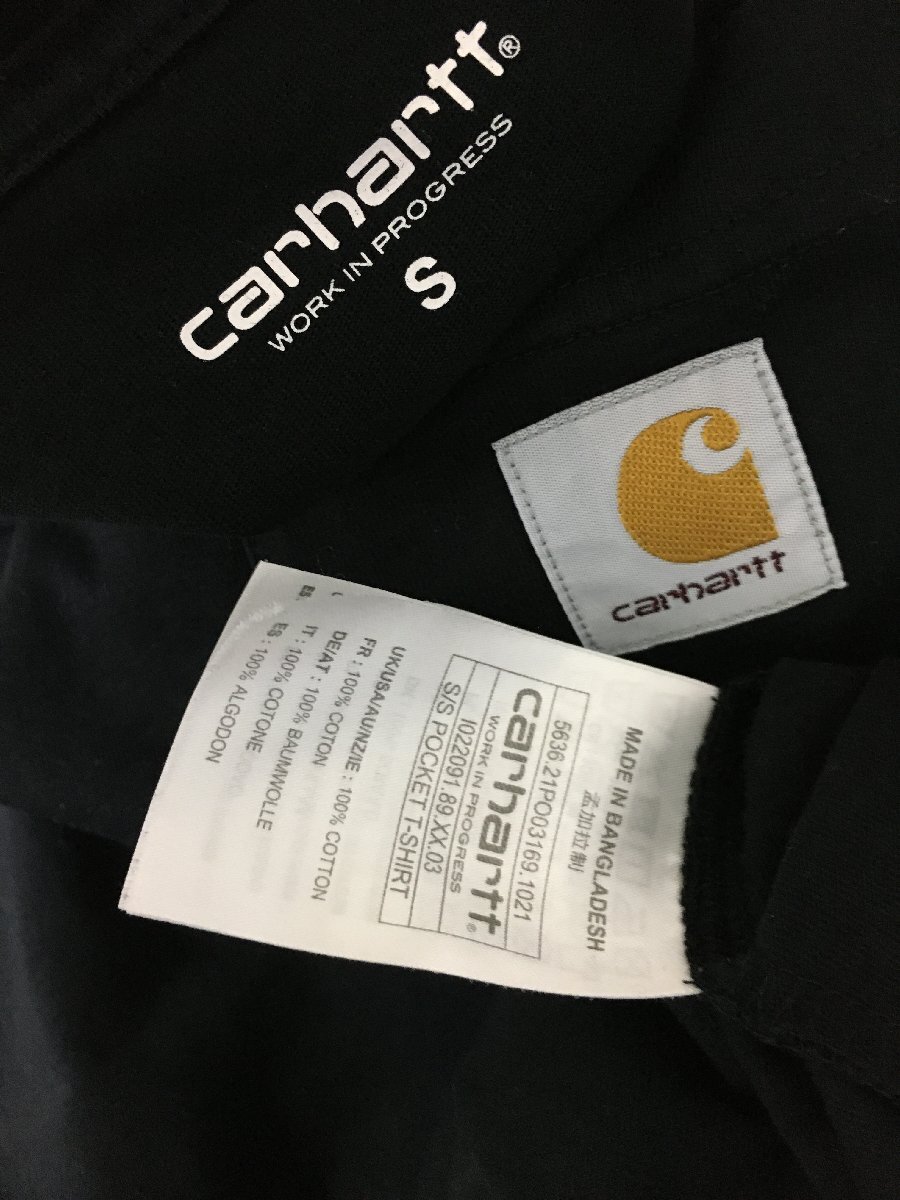 carhartt®
WORK IN PROGRESS
S
carhartt
MADE IN BANGLADESH
孟加拉制
5636.21PO03169.1021
carhartt®
WORK IN PROGRESS
I022091.89.XX.03
S/S POCKET T-SHIRT
UK/USA/AU/NZ/IE : 100% COTTON
FR : 100% COTON
DE/AT : 100% BAUMWOLLE
IT : 100% COTONE
ES : 100% ALGODON